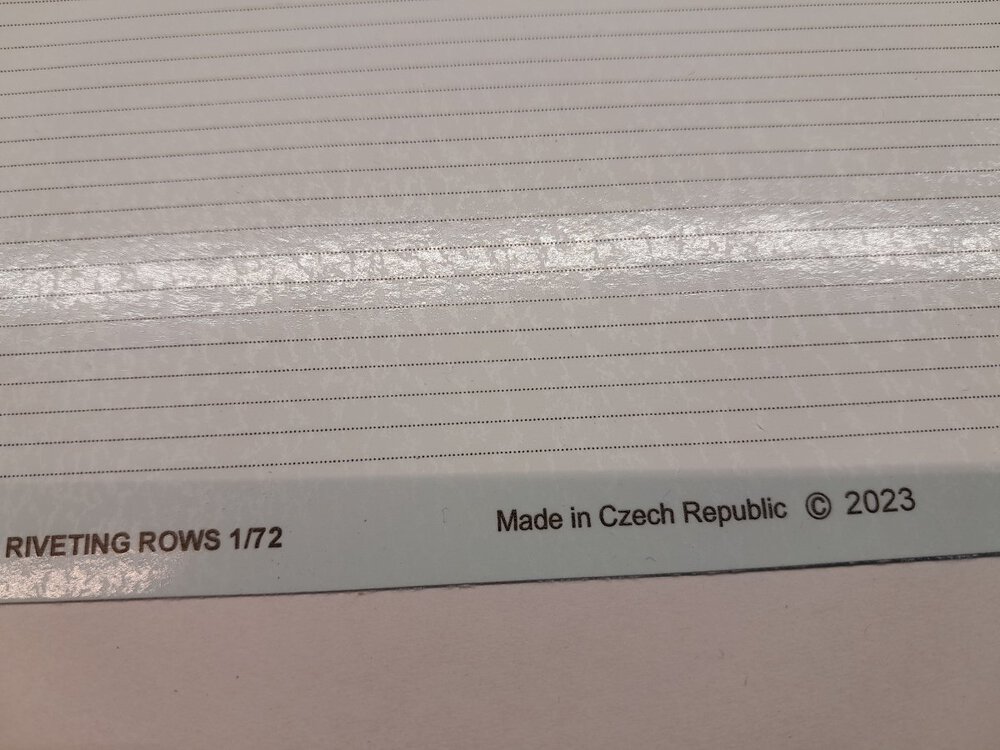 RIVETING ROWS 1/72
Made in Czech Republic © 2023